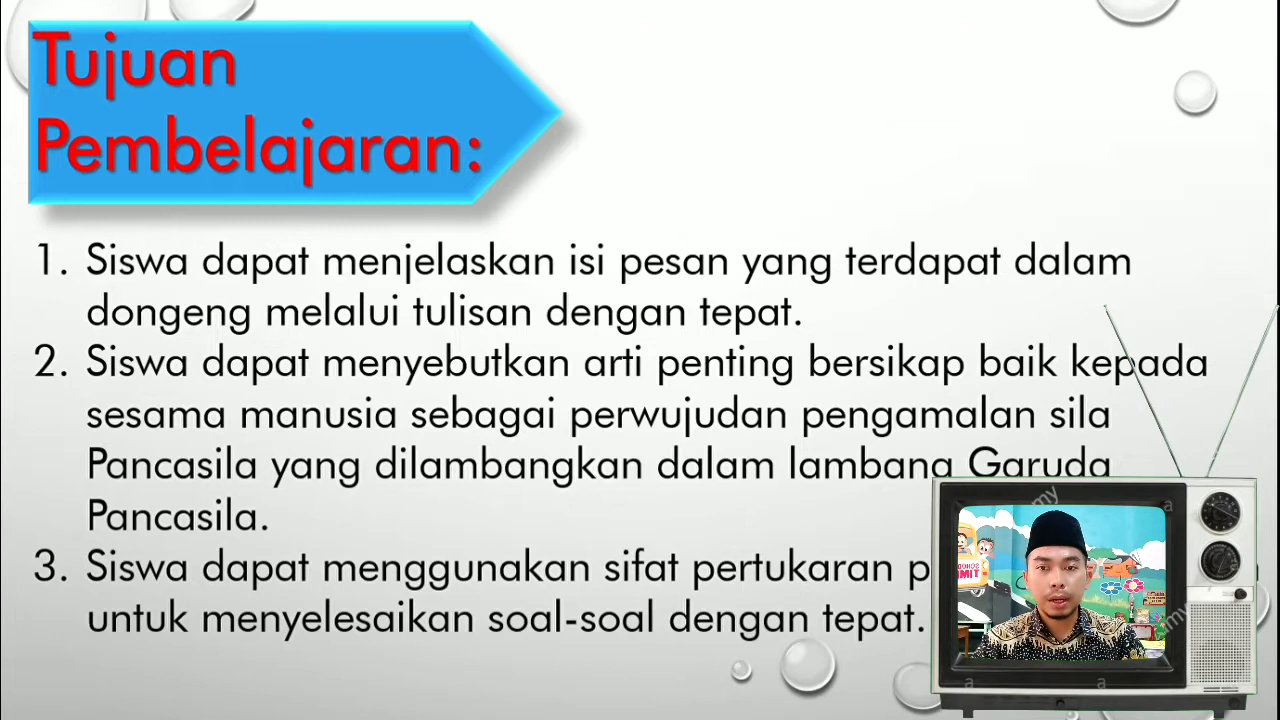 Tujuan
Pembelajaran:
1. Siswa dapat menjelaskan isi pesan yang terdapat dalam
dongeng melalui tulisan dengan tepat.
2. Siswa dapat menyebutkan arti penting bersikap baik kepada
sesama manusia sebagai perwujudan pengamalan sila
Pancasila yang dilambangkan dalam lambang Garuda
Pancasila.
3. Siswa dapat menggunakan sifat pertukaran
untuk menyelesaikan soal-soal dengan tepat.